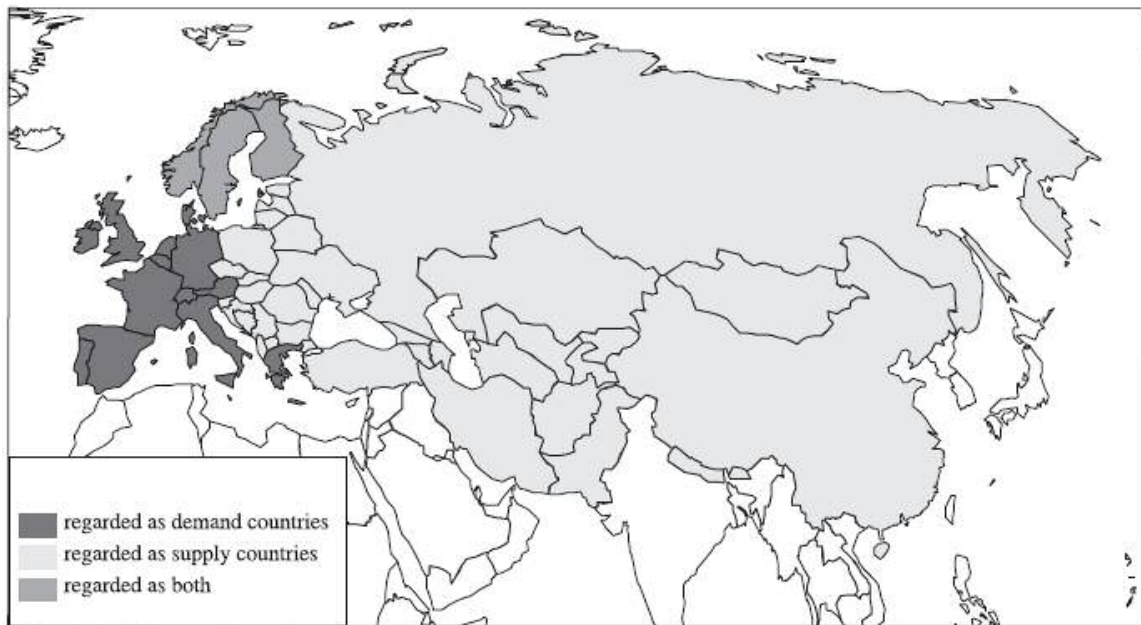 regarded as demand countries
regarded as supply countries
regarded as both